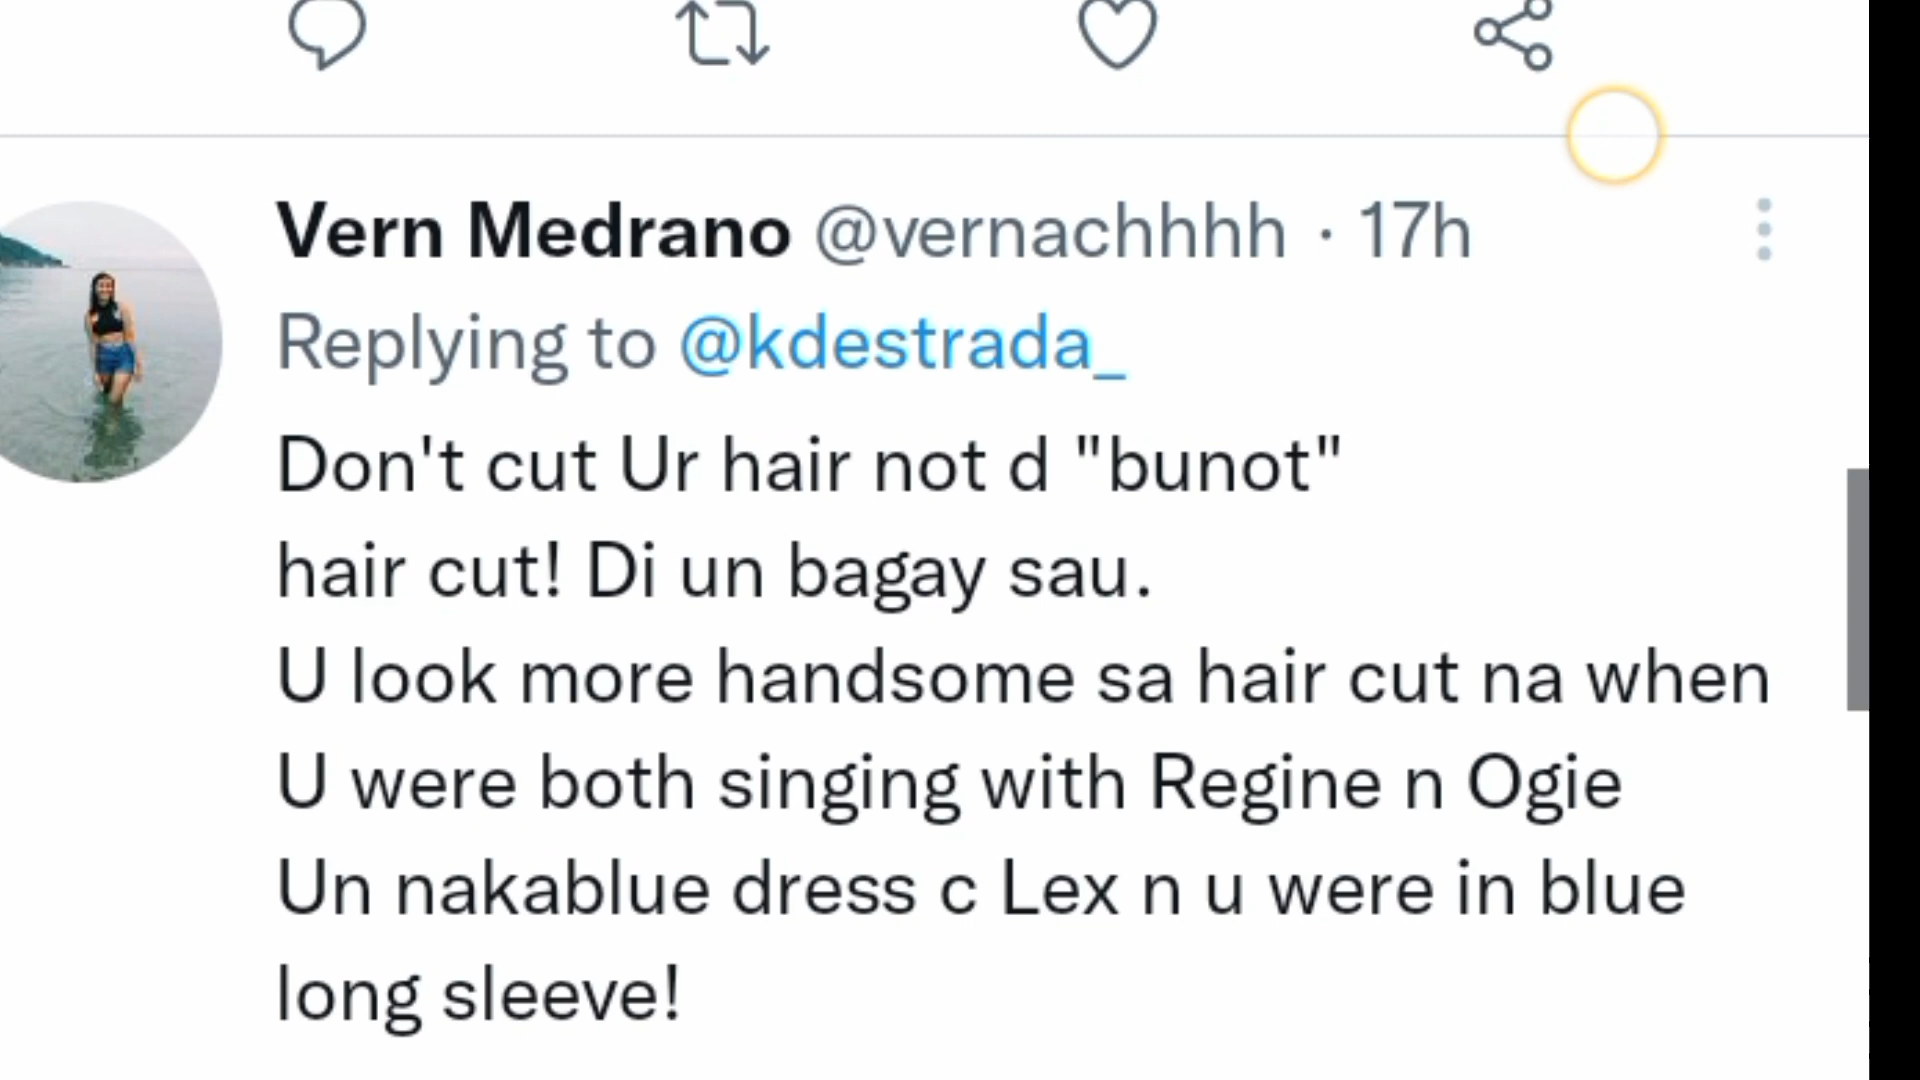 Vern Medrano @vernachhhh · 17h
Replying to @kdestrada_
Don't cut Ur hair not d "bunot"
hair cut! Di un bagay sau.
U look more handsome sa hair cut na when
U were both singing with Regine n Ogie
Un nakablue dress c Lex n u were in blue
long sleeve!